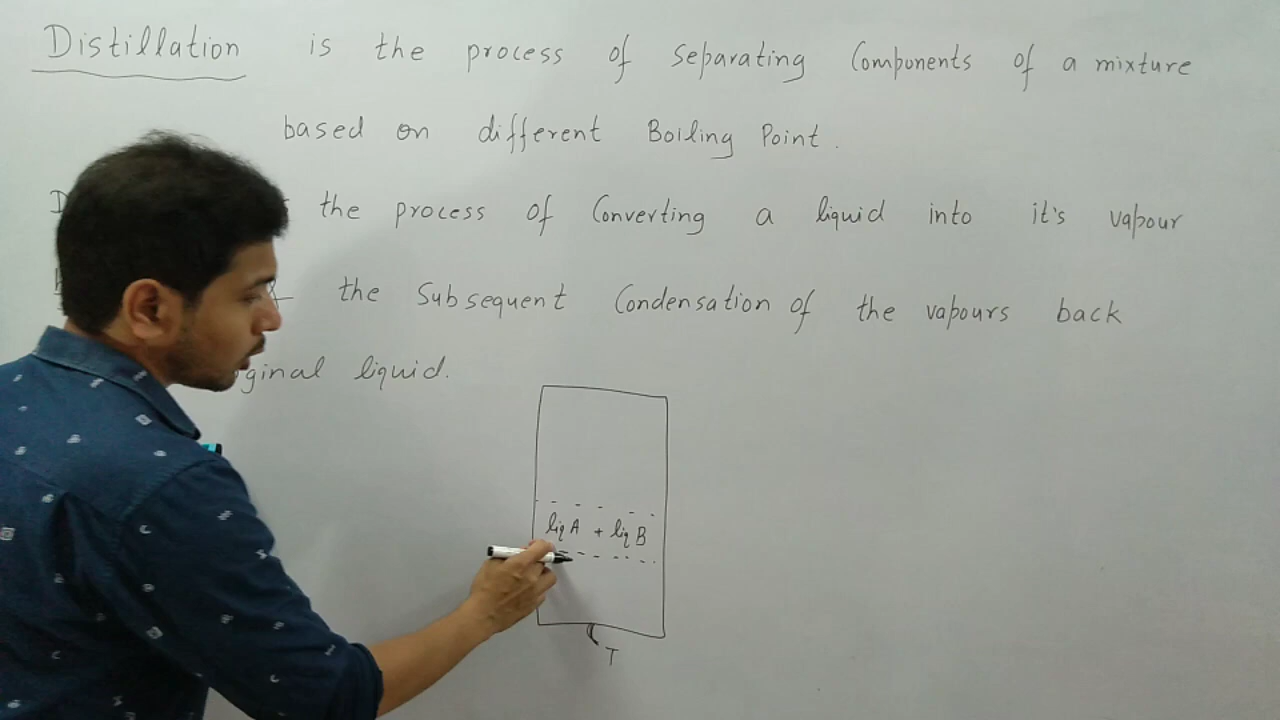 Distillation is the process of separating Components of a mixture
based on different Boiling Point.
the process of Converting a liquid into it's vapour
the Subsequent Condensation of the vapours back
ginal liquid.
liq A + liq B
T